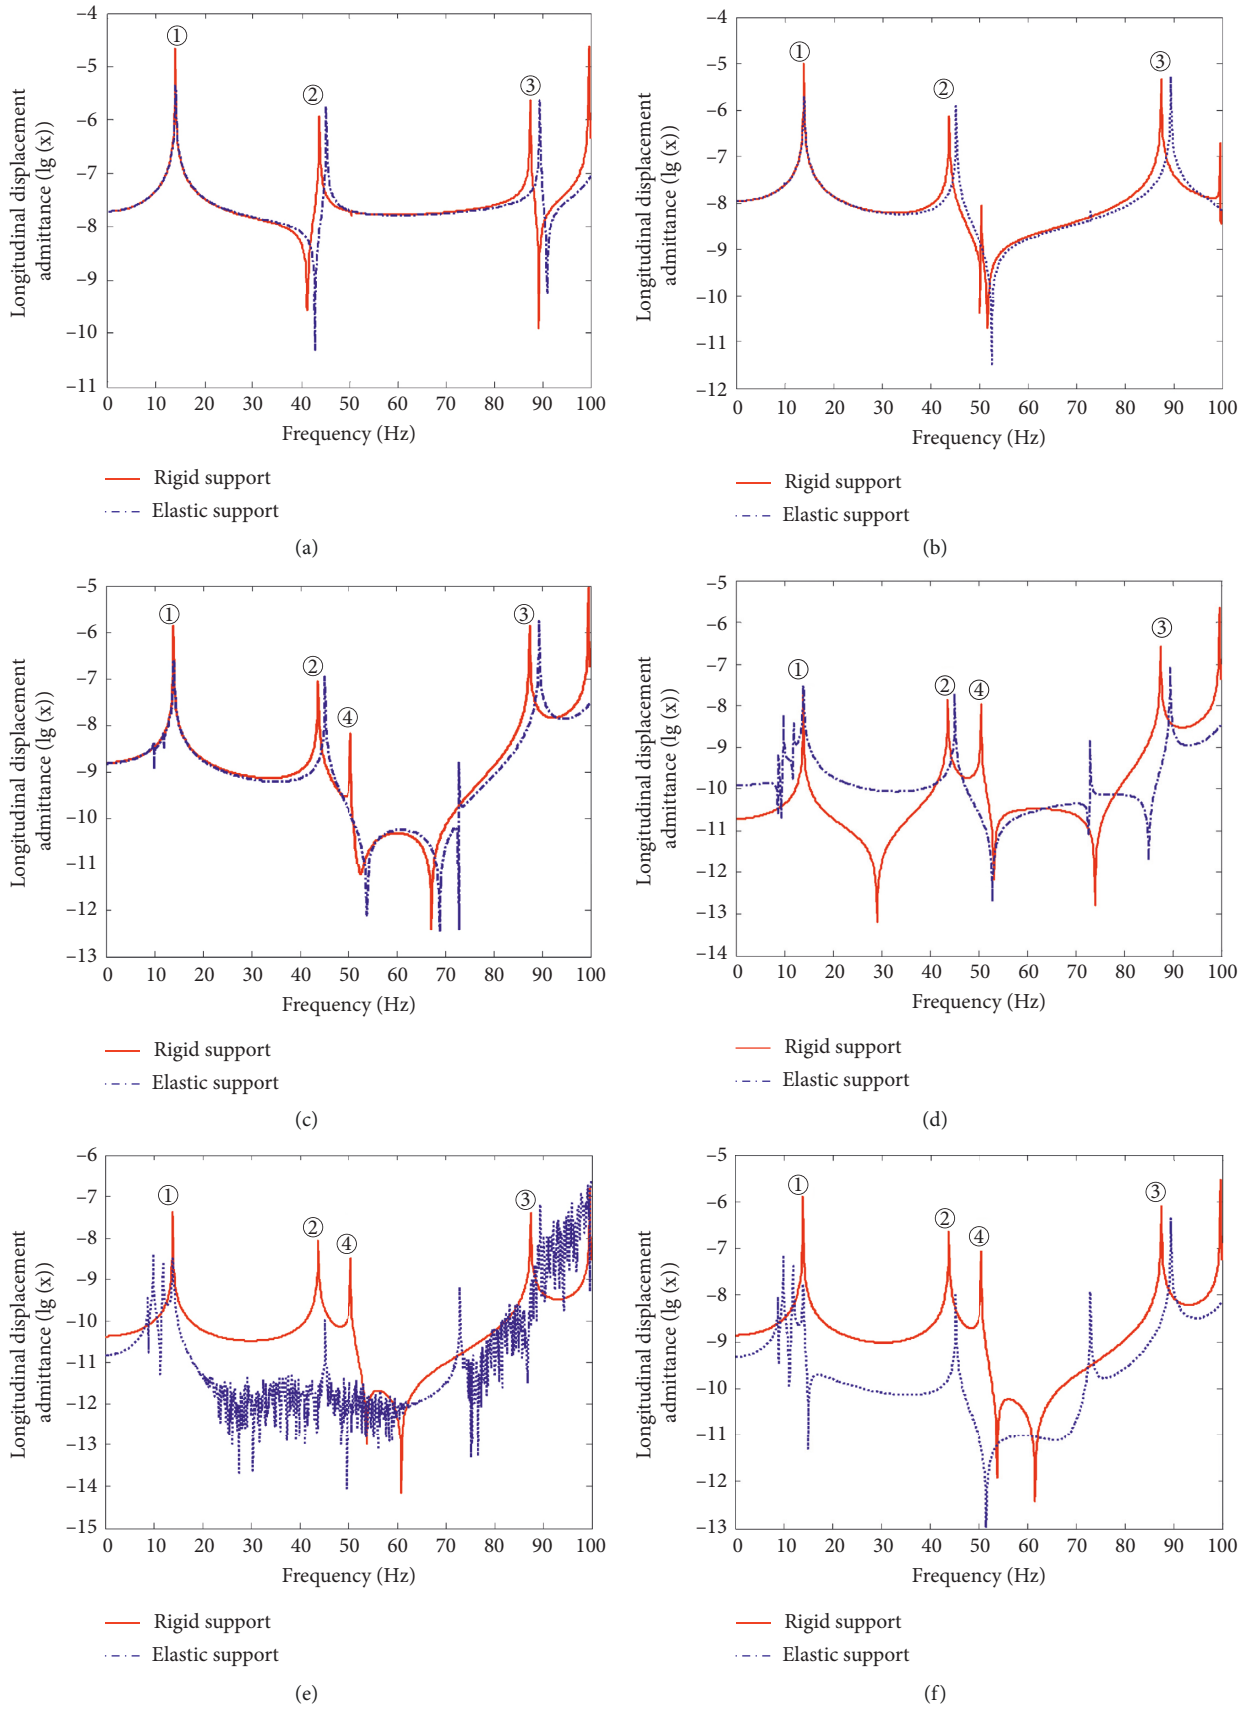 Longitudinal displacement
admittance (lg (x))
–4
–5
–6
–7
–8
–9
–10
–11
① ② ③
0 10 20 30 40 50 60 70 80 90 100
Frequency (Hz)
Rigid support
Elastic support
(a)
Longitudinal displacement
admittance (lg (x))
–4
–5
–6
–7
–8
–9
–10
–11
–12
① ② ③
0 10 20 30 40 50 60 70 80 90 100
Frequency (Hz)
Rigid support
Elastic support
(b)
Longitudinal displacement
admittance (lg (x))
–5
–6
–7
–8
–9
–10
–11
–12
–13
① ② ④ ③
0 10 20 30 40 50 60 70 80 90 100
Frequency (Hz)
Rigid support
Elastic support
(c)
Longitudinal displacement
admittance (lg (x))
–5
–6
–7
–8
–9
–10
–11
–12
–13
–14
① ② ④ ③
0 10 20 30 40 50 60 70 80 90 100
Frequency (Hz)
Rigid support
Elastic support
(d)
Longitudinal displacement
admittance (lg (x))
–6
–7
–8
–9
–10
–11
–12
–13
–14
–15
① ② ④ ③
0 10 20 30 40 50 60 70 80 90 100
Frequency (Hz)
Rigid support
Elastic support
(e)
Longitudinal displacement
admittance (lg (x))
–5
–6
–7
–8
–9
–10
–11
–12
–13
① ② ④ ③
0 10 20 30 40 50 60 70 80 90 100
Frequency (Hz)
Rigid support
Elastic support
(f)